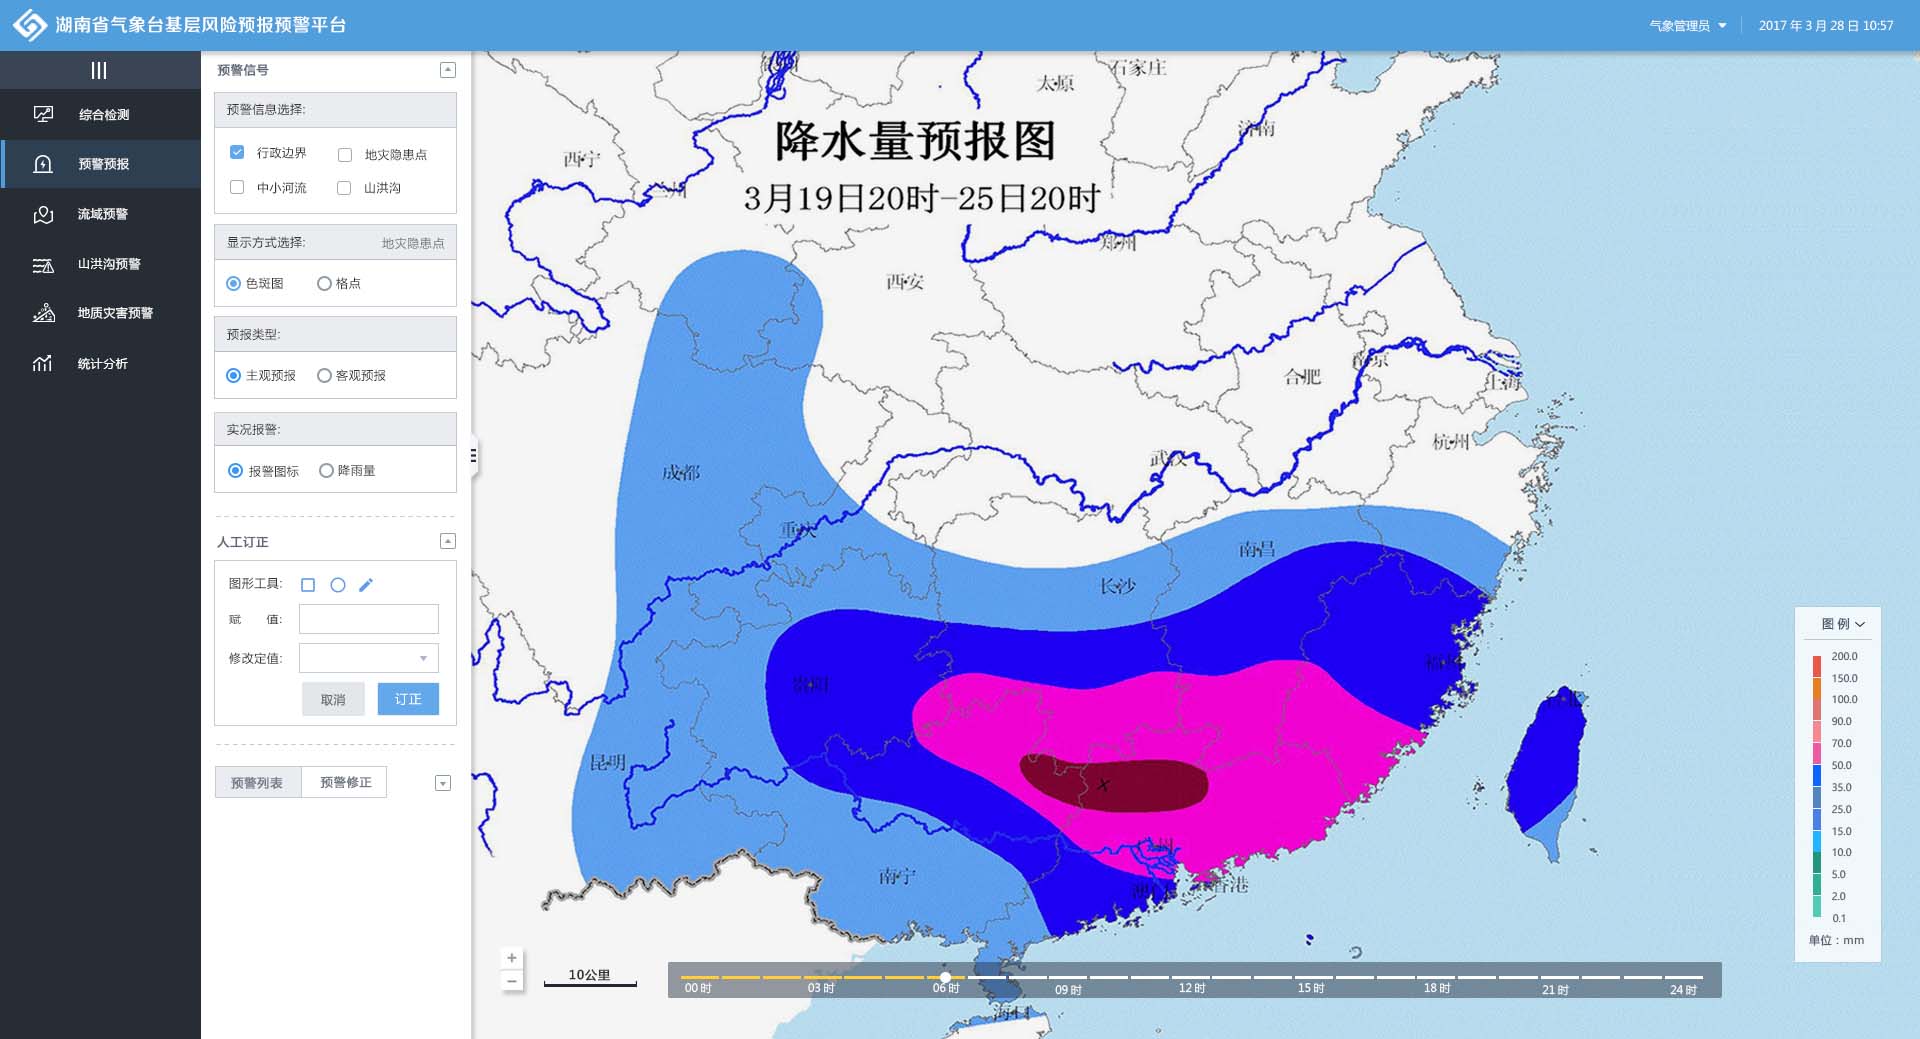 湖南省气象台基层风险预报预警平台
气象管理员
2017 年 3 月 28 日 10:57
综合检测
预警预报
流域预警
山洪沟预警
地质灾害预警
统计分析
预警信号
预警信息选择:
行政边界
地灾隐患点
中小河流
山洪沟
显示方式选择:
地灾隐患点
色斑图
格点
预报类型:
主观预报
客观预报
实况报警:
报警图标
降雨量
人工订正
图形工具:
赋 值:
修改定值:
取消
订正
预警列表
预警修正
降水量预报图
3月19日20时–25日20时
太原
石家庄
济南
西宁
兰州
郑州
西安
南京
合肥
上海
杭州
武汉
成都
重庆
南昌
长沙
贵阳
福州
台北
昆明
广州
南宁
澳门
香港
海口
图 例
200.0
150.0
100.0
90.0
70.0
50.0
35.0
25.0
15.0
10.0
5.0
2.0
0.1
单位：mm
10公里
00 时
03 时
06 时
09 时
12 时
15 时
18 时
21 时
24 时